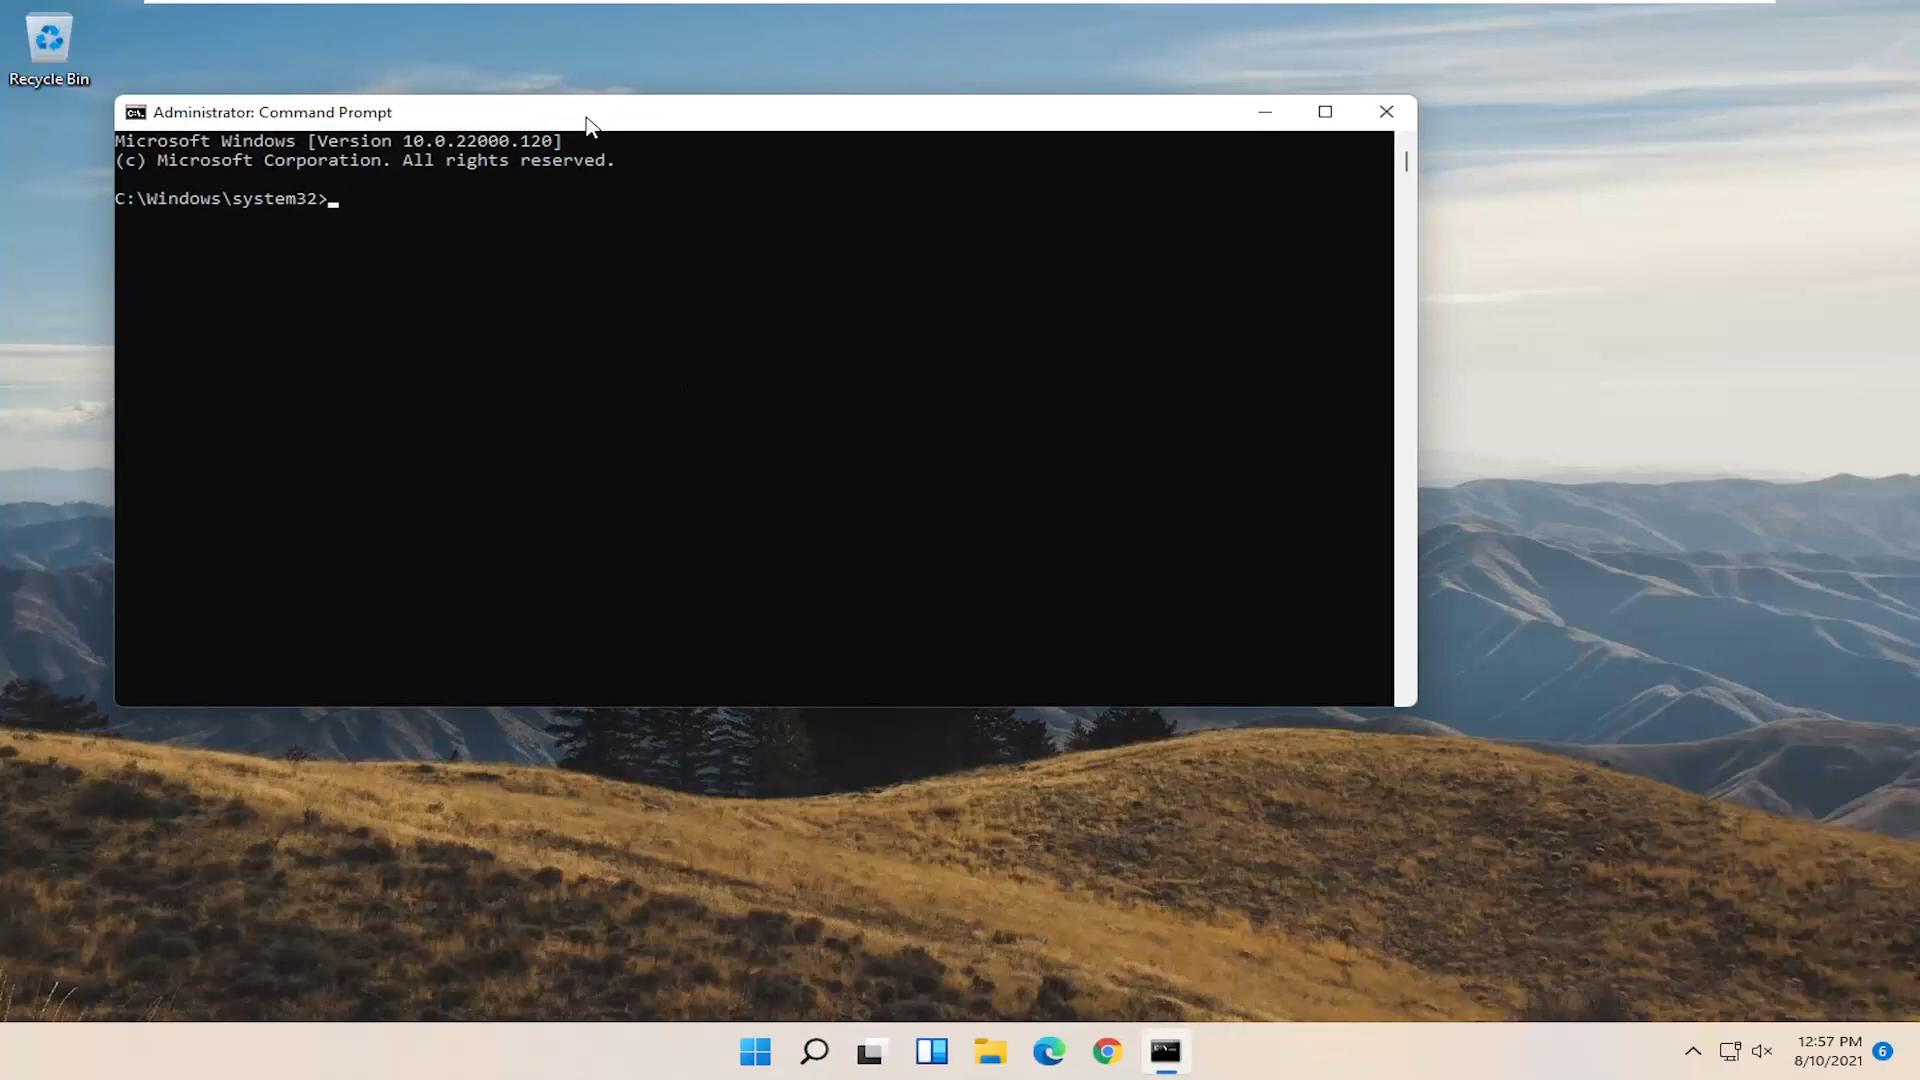 Recycle Bin
Administrator: Command Prompt
Microsoft Windows [Version 10.0.22000.120]
(c) Microsoft Corporation. All rights reserved.
C:\Windows\system32>
12:57 PM
8/10/2021
6